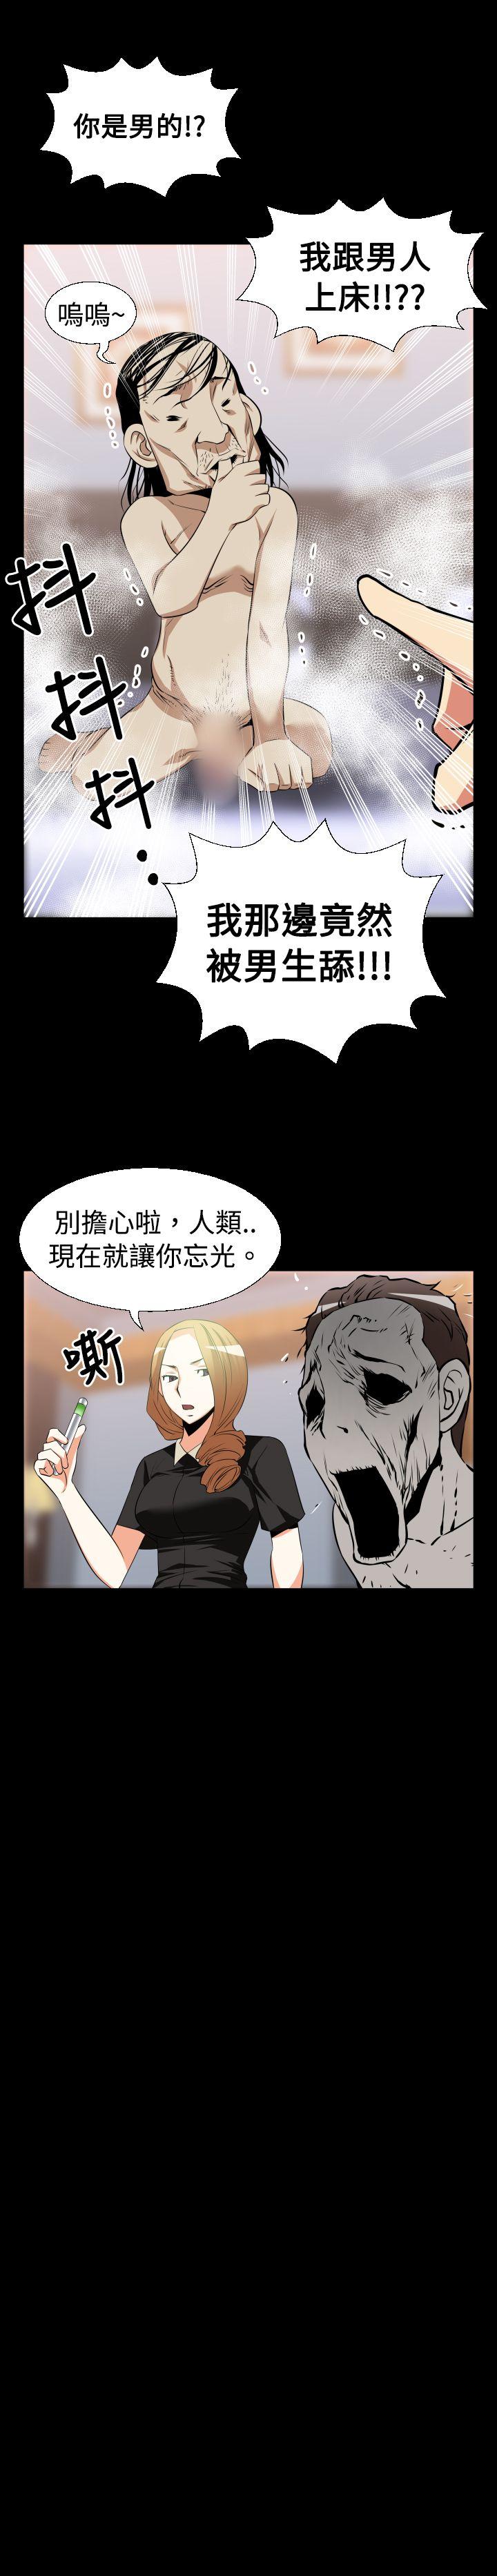 你是男的!?
我跟男人
上床!!??
嗚嗚~
抖
抖
抖..
我那邊竟然
被男生舔!!!
別擔心啦，人類..
現在就讓你忘光。
嘶